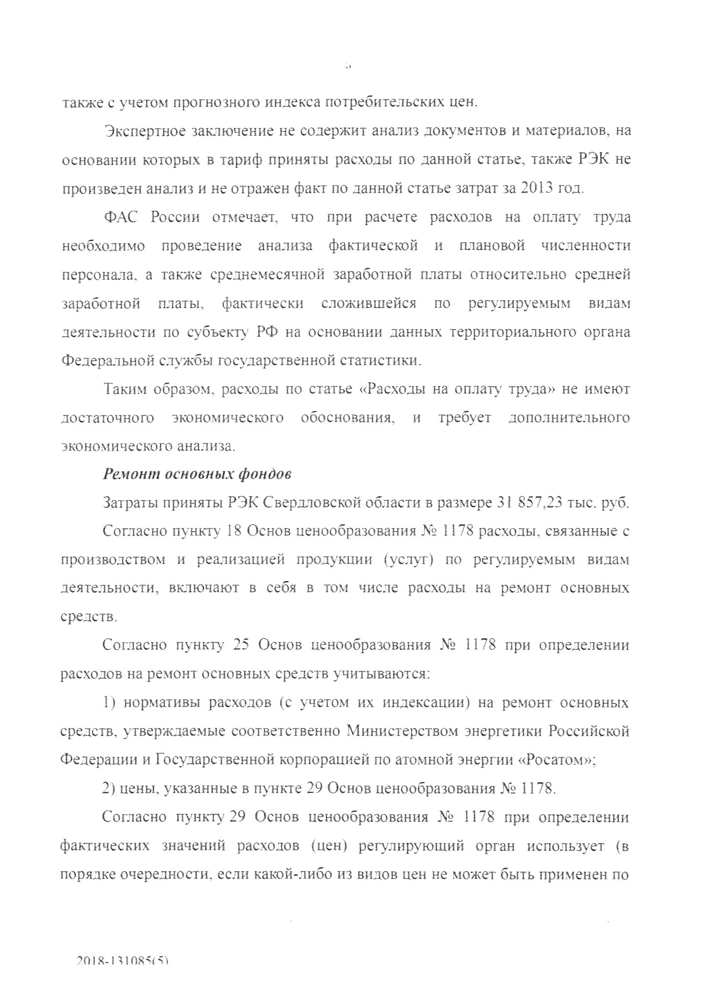 также с учетом прогнозного индекса потребительских цен.
Экспертное заключение не содержит анализ документов и материалов, на
основании которых в тариф приняты расходы по данной статье, также РЭК не
произведен анализ и не отражен факт по данной статье затрат за 2013 год.
ФАС России отмечает, что при расчете расходов на оплату труда
необходимо проведение анализа фактической и плановой численности
персонала, а также среднемесячной заработной платы относительно средней
заработной платы, фактически сложившейся по регулируемым видам
деятельности по субъекту РФ на основании данных территориального органа
Федеральной службы государственной статистики.
Таким образом, расходы по статье «Расходы на оплату труда» не имеют
достаточного экономического обоснования, и требует дополнительного
экономического анализа.
Ремонт основных фондов
Затраты приняты РЭК Свердловской области в размере 31 857,23 тыс. руб.
Согласно пункту 18 Основ ценообразования № 1178 расходы, связанные с
производством и реализацией продукции (услуг) по регулируемым видам
деятельности, включают в себя в том числе расходы на ремонт основных
средств.
Согласно пункту 25 Основ ценообразования № 1178 при определении
расходов на ремонт основных средств учитываются:
1) нормативы расходов (с учетом их индексации) на ремонт основных
средств, утверждаемые соответственно Министерством энергетики Российской
Федерации и Государственной корпорацией по атомной энергии «Росатом»;
2) цены, указанные в пункте 29 Основ ценообразования № 1178.
Согласно пункту 29 Основ ценообразования № 1178 при определении
фактических значений расходов (цен) регулирующий орган использует (в
порядке очередности, если какой-либо из видов цен не может быть применен по
2018-131085(5)